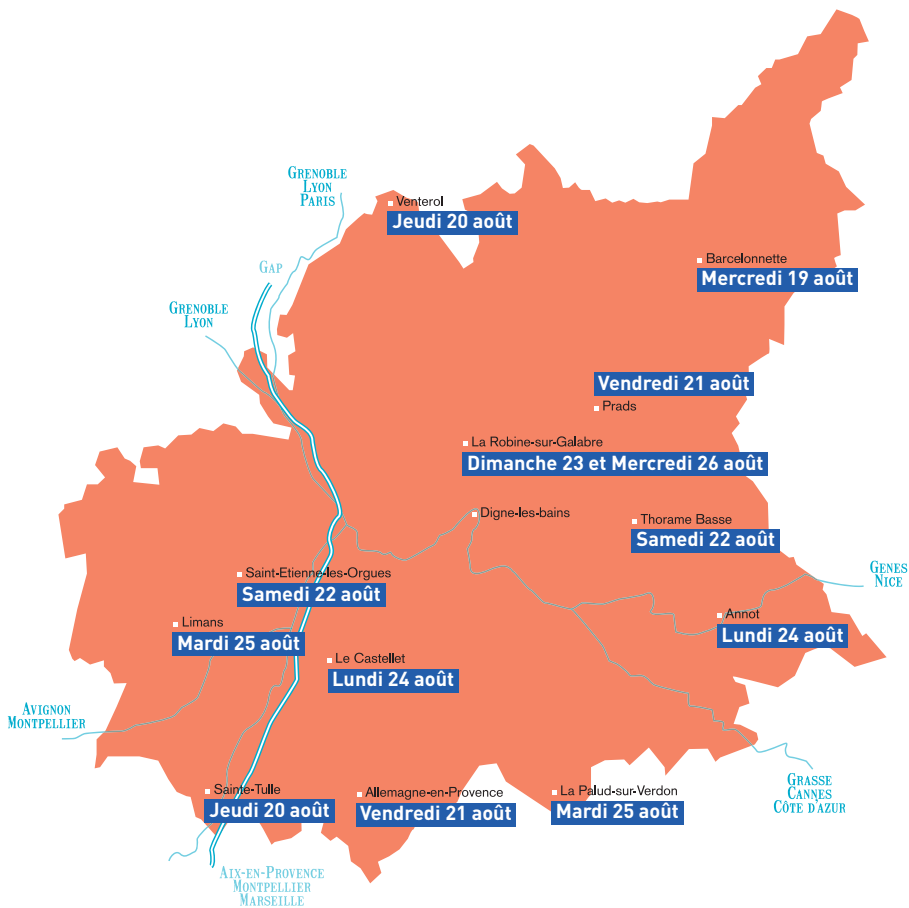 GRENOBLE
LYON
PARIS
Venterol
Jeudi 20 août
Barcelonnette
Mercredi 19 août
GAP
GRENOBLE
LYON
Vendredi 21 août
Prads
La Robine-sur-Galabre
Dimanche 23 et Mercredi 26 août
Digne-les-bains
Thorame Basse
Samedi 22 août
Saint-Etienne-les-Orgues
Samedi 22 août
GENES
NICE
Limans
Mardi 25 août
Annot
Lundi 24 août
Le Castellet
Lundi 24 août
AVIGNON
MONTPELLIER
GRASSE
CANNES
CÔTE D'AZUR
Sainte-Tulle
Jeudi 20 août
Allemagne-en-Provence
Vendredi 21 août
La Palud-sur-Verdon
Mardi 25 août
AIX-EN-PROVENCE
MONTPELLIER
MARSEILLE